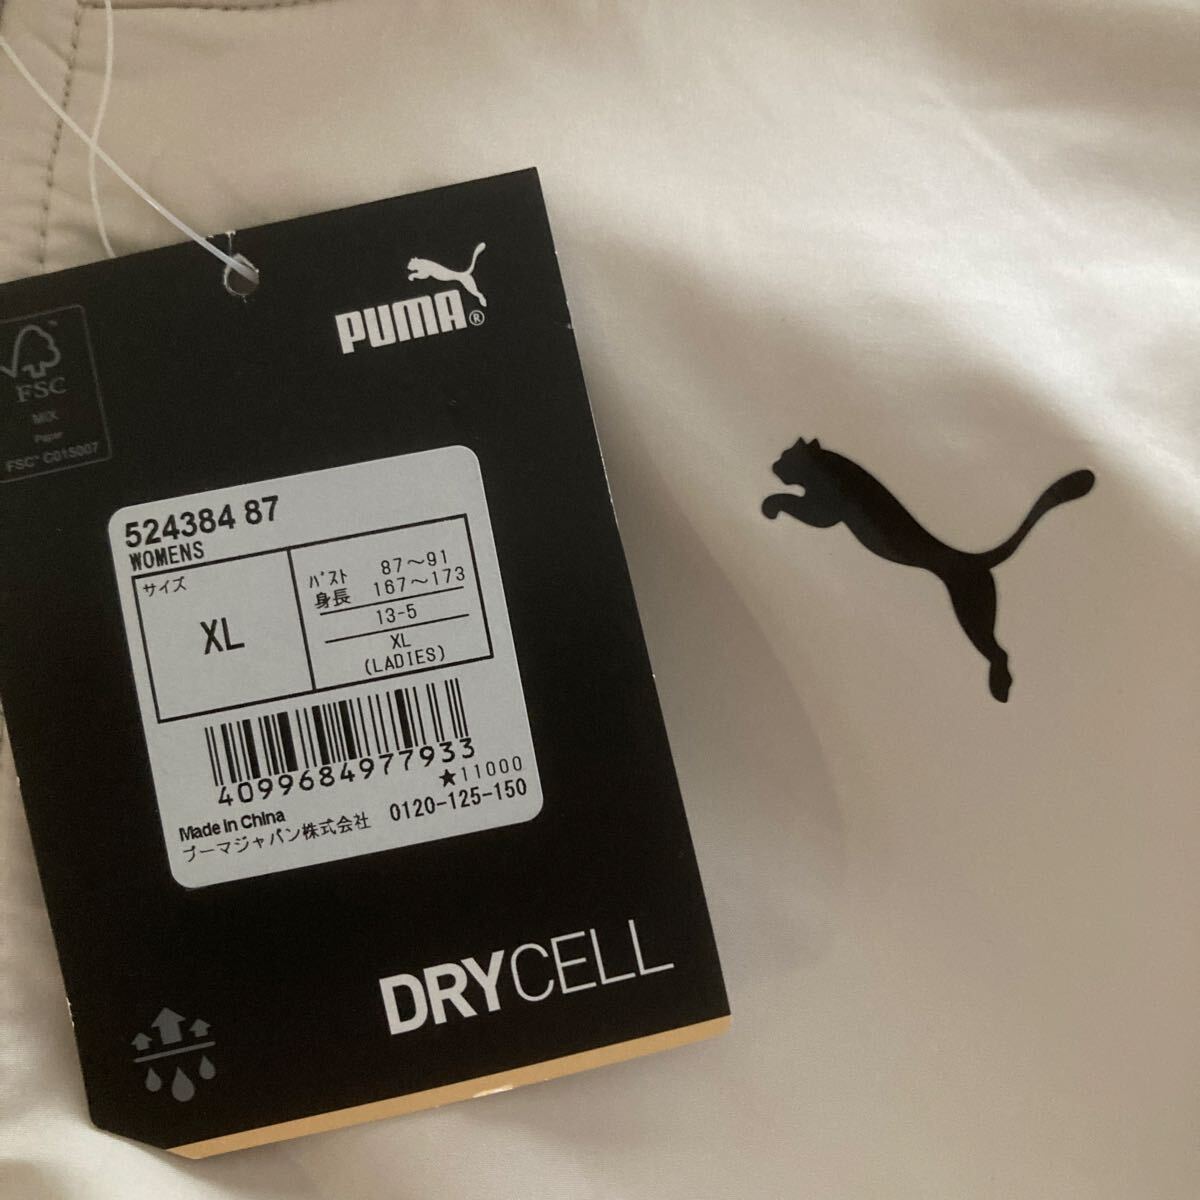 PUMA®
FSC
MIX
Paper
FSC™ C015007
524384 87
WOMENS
サイズ
XL
バスト 87〜91
身長 167〜173
13-5
XL
(LADIES)
4099684977933
★11000
Made in China
プーマジャパン株式会社 0120-125-150
DRYCELL